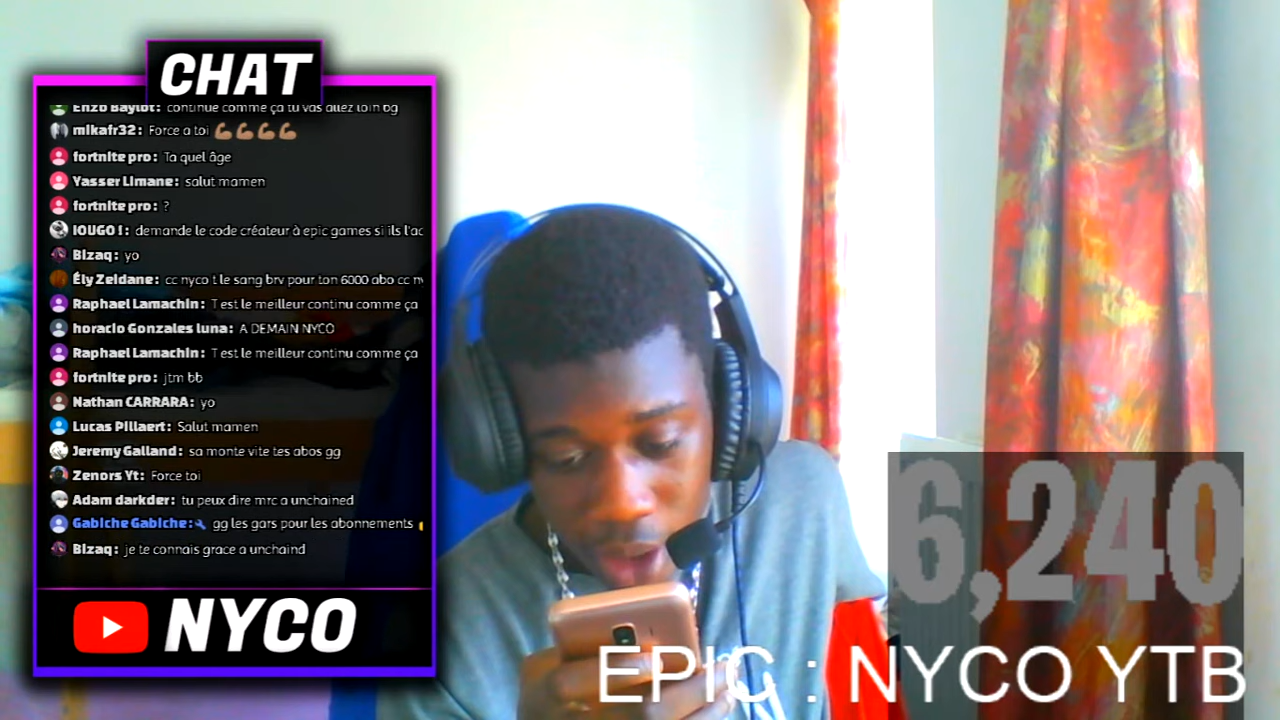 CHAT
Enzo Baylot: continue comme ça tu vas allez loin bg
mikafr32: Force a toi 💪🏽💪🏽💪🏽💪🏽
fortnite pro: Ta quel âge
Yasser Limane: salut mamen
fortnite pro: ?
IOUGO !: demande le code créateur à epic games si ils l'ac
Bizaq: yo
Ély Zeidane: cc nyco t le sang brv pour ton 6000 abo cc ny
Raphael Lamachin: T est le meilleur continu comme ça
horacio Gonzales luna: A DEMAIN NYCO
Raphael Lamachin: T est le meilleur continu comme ça
fortnite pro: jtm bb
Nathan CARRARA: yo
Lucas Pillaert: Salut mamen
Jeremy Galland: sa monte vite tes abos gg
Zenors Yt: Force toi
Adam darkder: tu peux dire mrc a unchained
Gabiche Gabiche: gg les gars pour les abonnements
Bizaq: je te connais grace a unchaind
NYCO
6,240
EPIC : NYCO YTB